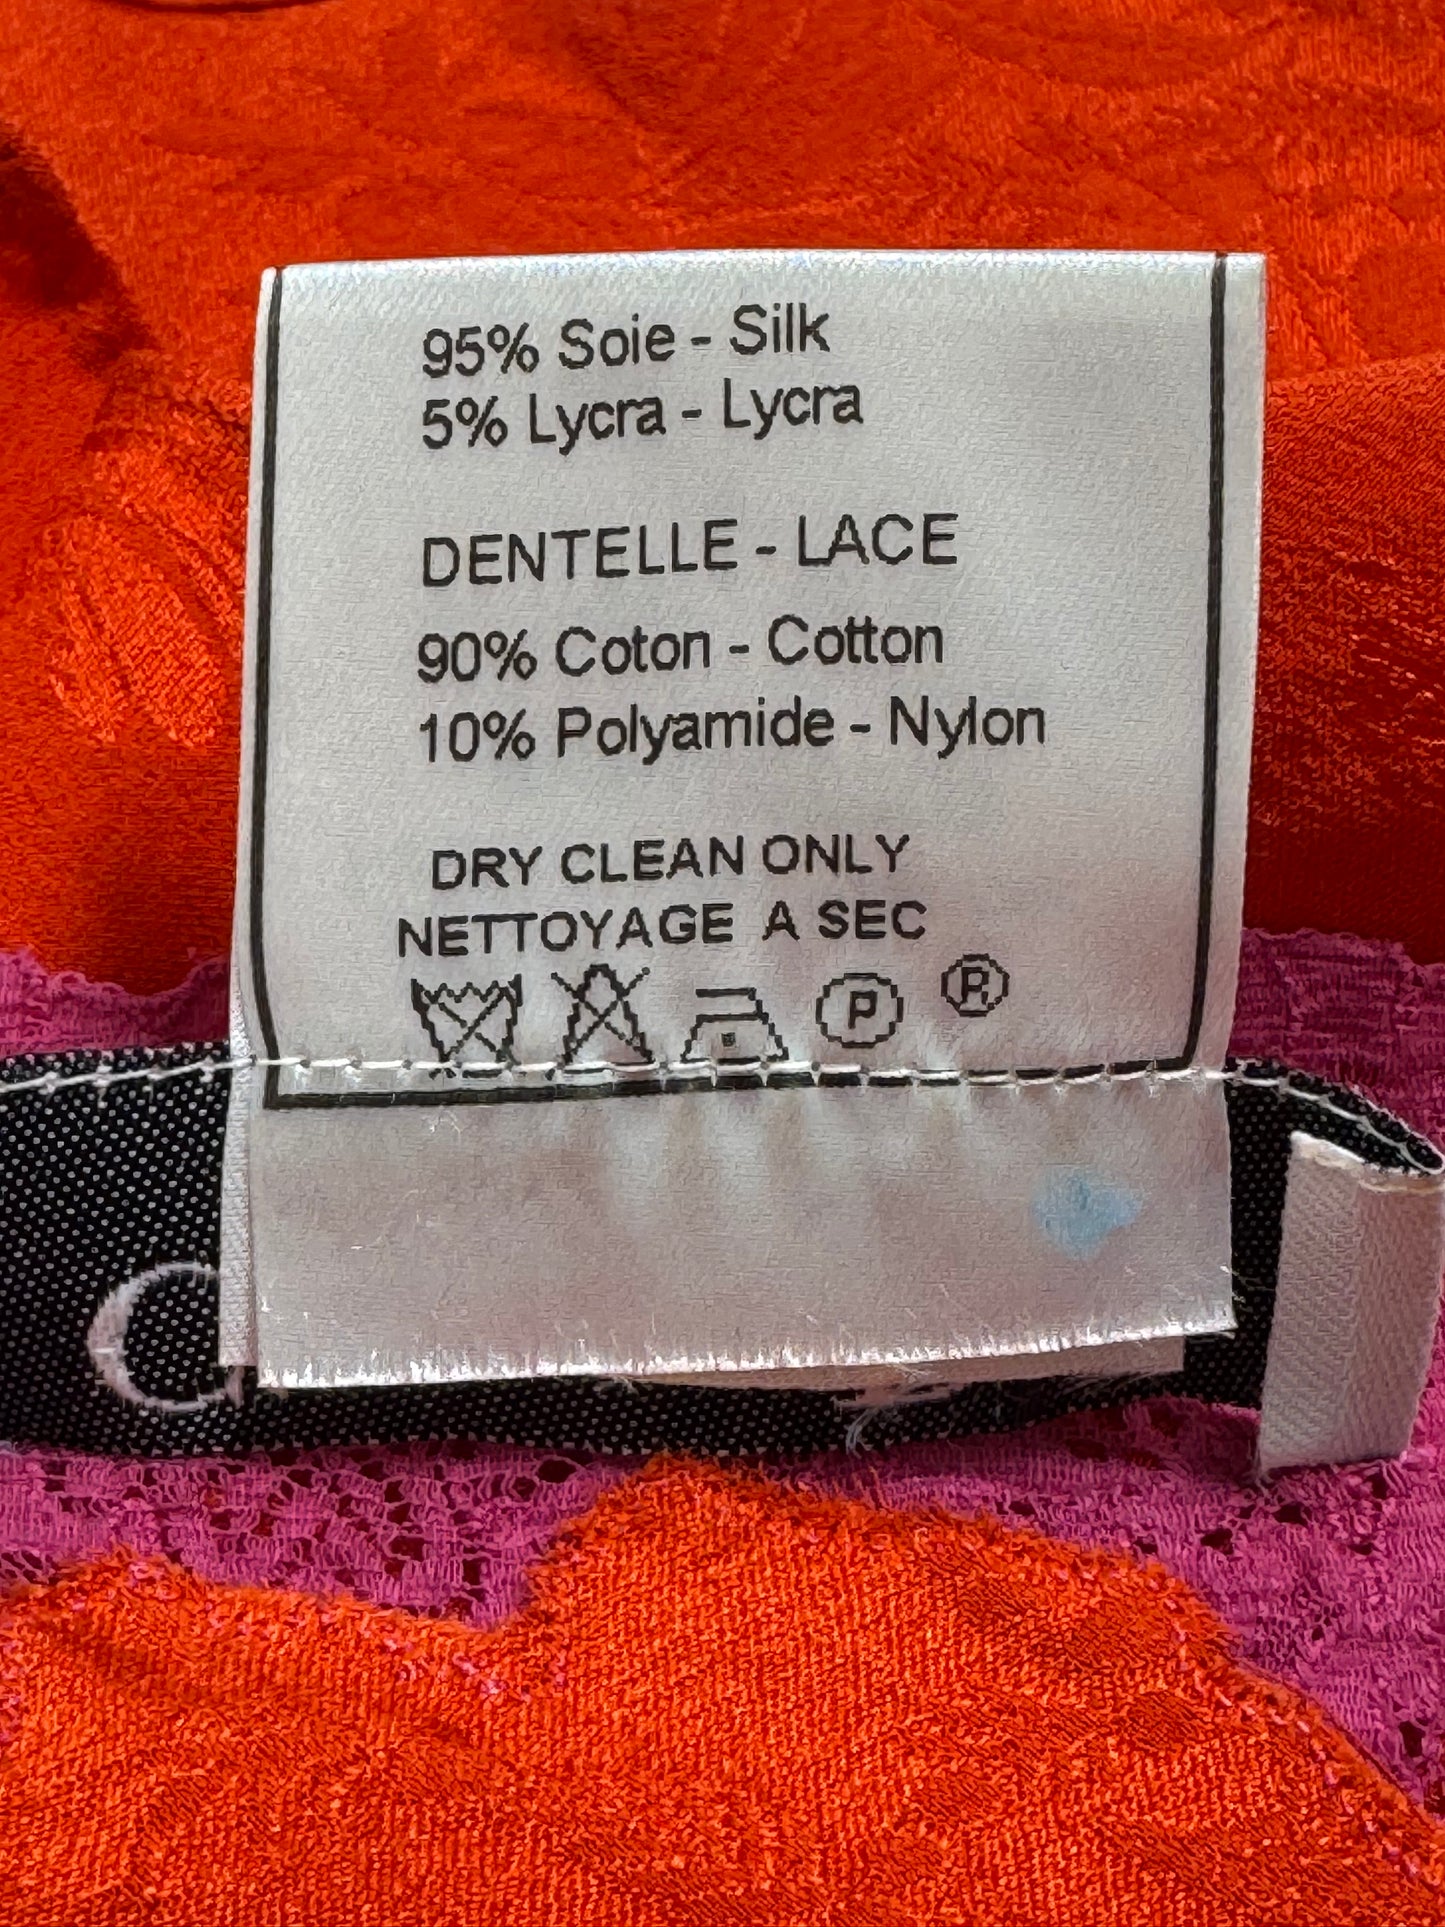 95% Soie - Silk
5% Lycra - Lycra
DENTELLE - LACE
90% Coton - Cotton
10% Polyamide - Nylon
DRY CLEAN ONLY
NETTOYAGE A SEC
P R